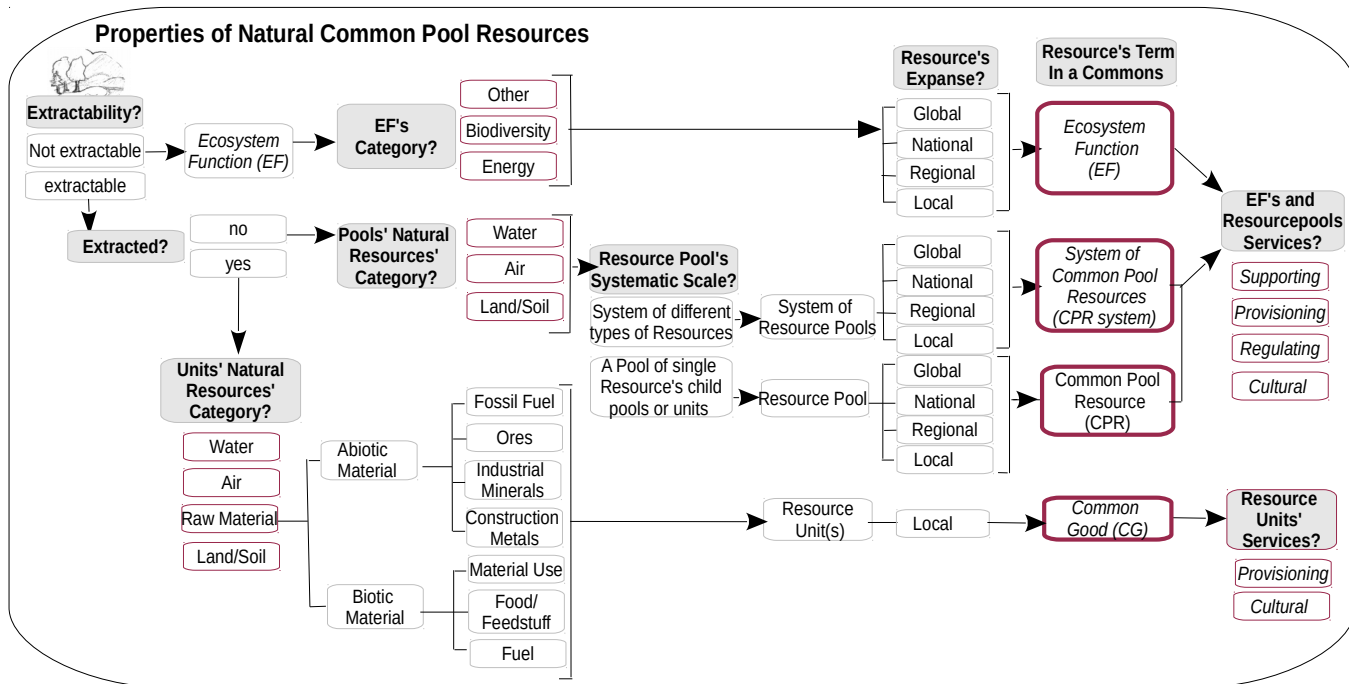 Properties of Natural Common Pool Resources
Extractability?
Not extractable
extractable
Ecosystem
Function (EF)
EF's
Category?
Other
Biodiversity
Energy
Resource's
Expanse?
Global
National
Regional
Local
Resource's Term
In a Commons
Ecosystem
Function
(EF)
Extracted?
no
yes
Pools' Natural
Resources'
Category?
Water
Air
Land/Soil
Resource Pool's
Systematic Scale?
System of different
types of Resources
System of
Resource Pools
Global
National
Regional
Local
System of
Common Pool
Resources
(CPR system)
A Pool of single
Resource's child
pools or units
Resource Pool
Global
National
Regional
Local
Common Pool
Resource
(CPR)
EF's and
Resourcepools
Services?
Supporting
Provisioning
Regulating
Cultural
Units' Natural
Resources'
Category?
Water
Air
Raw Material
Land/Soil
Abiotic
Material
Fossil Fuel
Ores
Industrial
Minerals
Construction
Metals
Biotic
Material
Material Use
Food/
Feedstuff
Fuel
Resource
Unit(s)
Local
Common
Good (CG)
Resource
Units'
Services?
Provisioning
Cultural